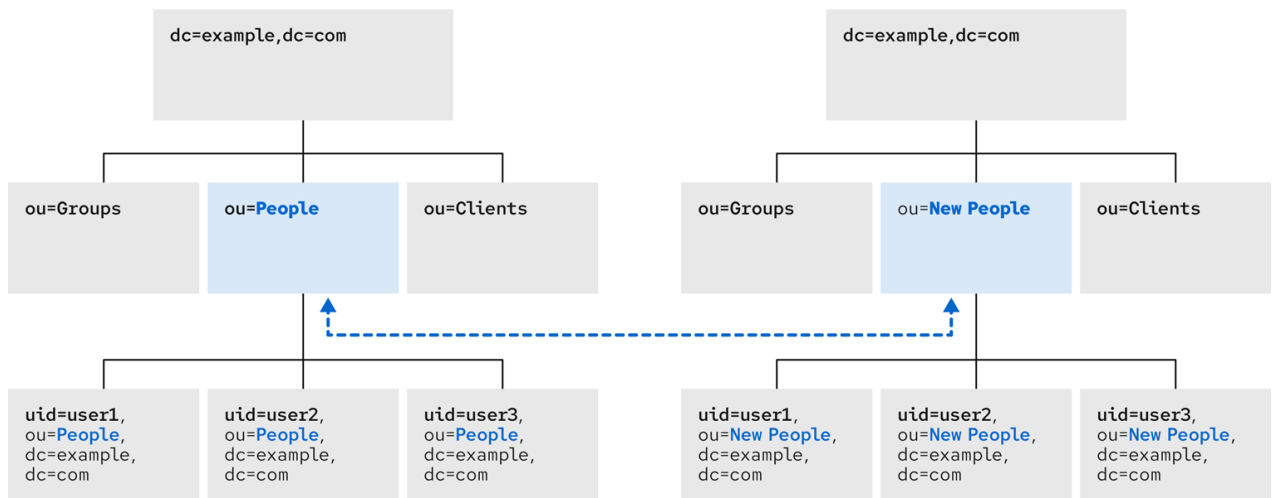 dc=example,dc=com
dc=example,dc=com
ou=Groups
ou=People
ou=Clients
ou=Groups
ou=New People
ou=Clients
uid=user1,
ou=People,
dc=example,
dc=com
uid=user2,
ou=People,
dc=example,
dc=com
uid=user3,
ou=People,
dc=example,
dc=com
uid=user1,
ou=New People,
dc=example,
dc=com
uid=user2,
ou=New People,
dc=example,
dc=com
uid=user3,
ou=New People,
dc=example,
dc=com